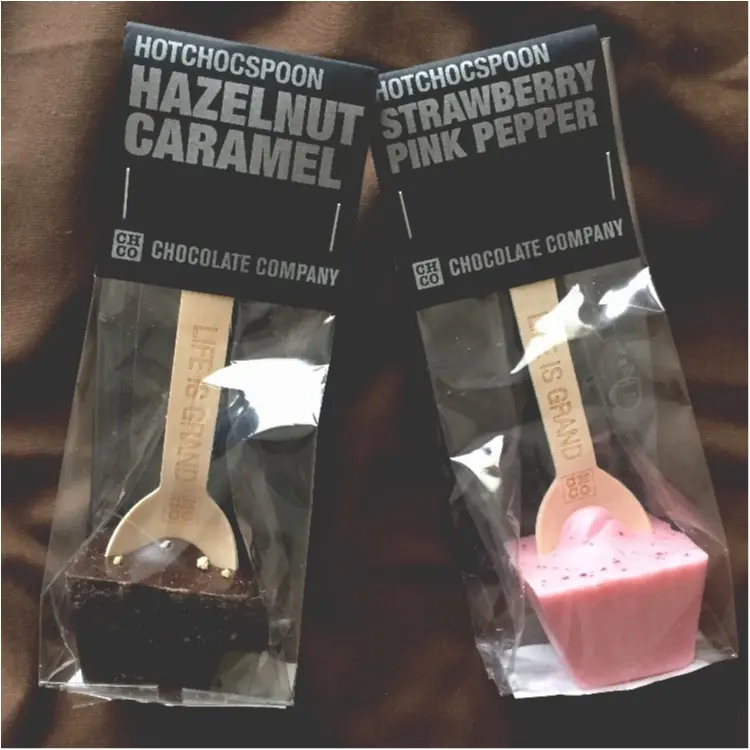 HOTCHOCSPOON
HAZELNUT
CARAMEL
CH
CO
CHOCOLATE COMPANY
LIFE IS GRAND
HOTCHOCSPOON
STRAWBERRY
PINK PEPPER
CH
CO
CHOCOLATE COMPANY
LIFE IS GRAND